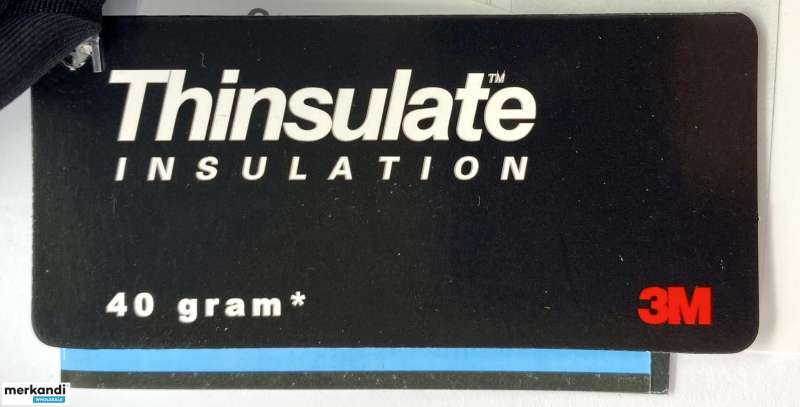 Thinsulate™
INSULATION
40 gram*
3M
merkandi
WHOLESALE